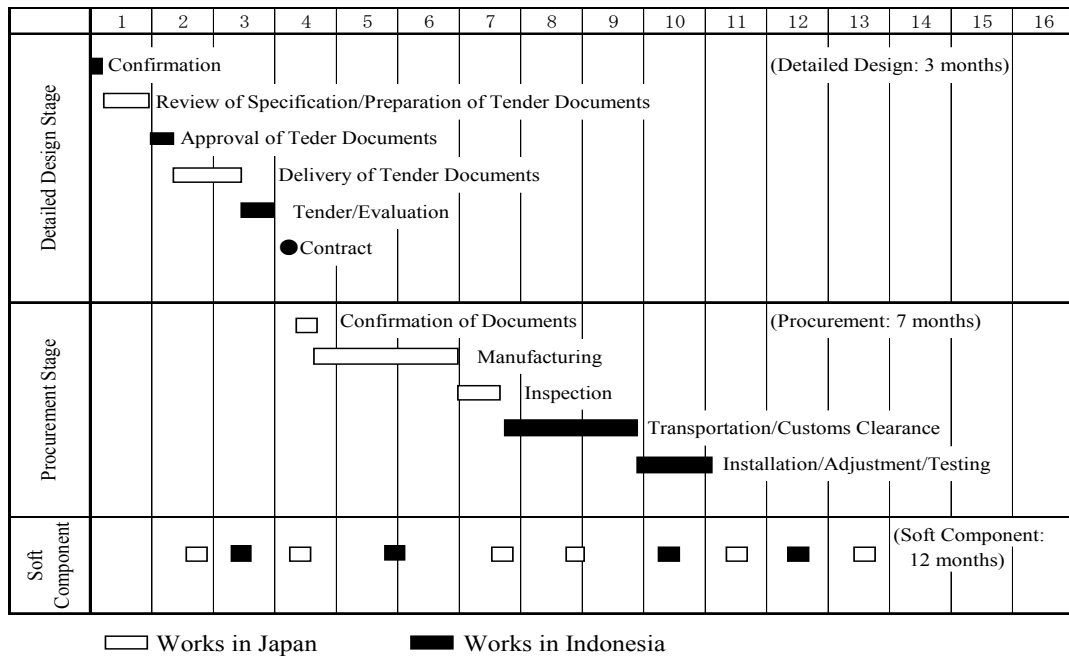 1 2 3 4 5 6 7 8 9 10 11 12 13 14 15 16
Detailed Design Stage
Confirmation
(Detailed Design: 3 months)
Review of Specification/Preparation of Tender Documents
Approval of Teder Documents
Delivery of Tender Documents
Tender/Evaluation
Contract
Procurement Stage
Confirmation of Documents
(Procurement: 7 months)
Manufacturing
Inspection
Transportation/Customs Clearance
Installation/Adjustment/Testing
Soft
Component
(Soft Component:
12 months)
Works in Japan
Works in Indonesia